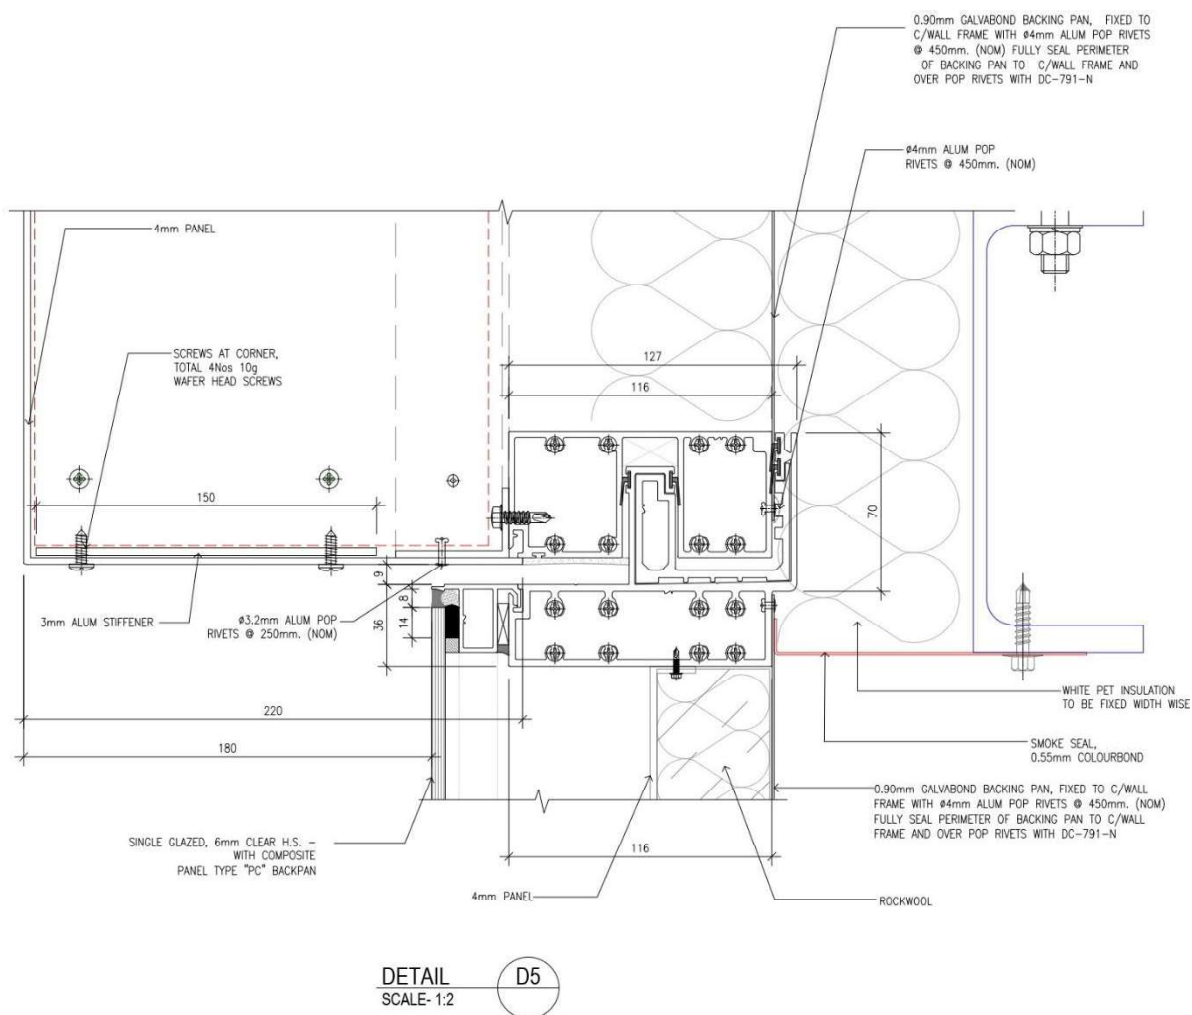 0.90mm GALVABOND BACKING PAN, FIXED TO
C/WALL FRAME WITH ø4mm ALUM POP RIVETS
@ 450mm. (NOM) FULLY SEAL PERIMETER
OF BACKING PAN TO C/WALL FRAME AND
OVER POP RIVETS WITH DC-791-N
ø4mm ALUM POP
RIVETS @ 450mm. (NOM)
4mm PANEL
SCREWS AT CORNER,
TOTAL 4Nos 10g
WAFER HEAD SCREWS
127
116
150
70
9
8
14
36
3mm ALUM STIFFENER
ø3.2mm ALUM POP
RIVETS @ 250mm. (NOM)
220
180
WHITE PET INSULATION
TO BE FIXED WIDTH WISE
SMOKE SEAL,
0.55mm COLOURBOND
0.90mm GALVABOND BACKING PAN, FIXED TO C/WALL
FRAME WITH ø4mm ALUM POP RIVETS @ 450mm. (NOM)
FULLY SEAL PERIMETER OF BACKING PAN TO C/WALL
FRAME AND OVER POP RIVETS WITH DC-791-N
SINGLE GLAZED, 6mm CLEAR H.S. -
WITH COMPOSITE
PANEL TYPE "PC" BACKPAN
116
4mm PANEL
ROCKWOOL
DETAIL D5
SCALE- 1:2